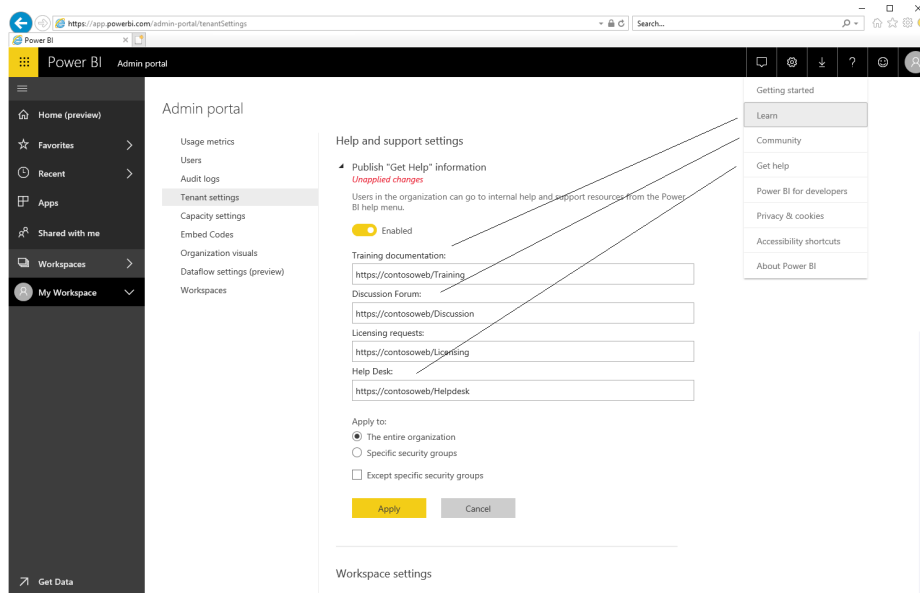 https://app.powerbi.com/admin-portal/tenantSettings
Search...
Power BI
Power BI Admin portal
Getting started
Learn
Community
Get help
Power BI for developers
Privacy & cookies
Accessibility shortcuts
About Power BI
Home (preview)
Favorites
Recent
Apps
Shared with me
Workspaces
My Workspace
Get Data
Admin portal
Usage metrics
Users
Audit logs
Tenant settings
Capacity settings
Embed Codes
Organization visuals
Dataflow settings (preview)
Workspaces
Help and support settings
Publish "Get Help" information
Unapplied changes
Users in the organization can go to internal help and support resources from the Power
BI help menu.
Enabled
Training documentation:
https://contosoweb/Training
Discussion Forum:
https://contosoweb/Discussion
Licensing requests:
https://contosoweb/Licensing
Help Desk:
https://contosoweb/Helpdesk
Apply to:
The entire organization
Specific security groups
Except specific security groups
Apply
Cancel
Workspace settings